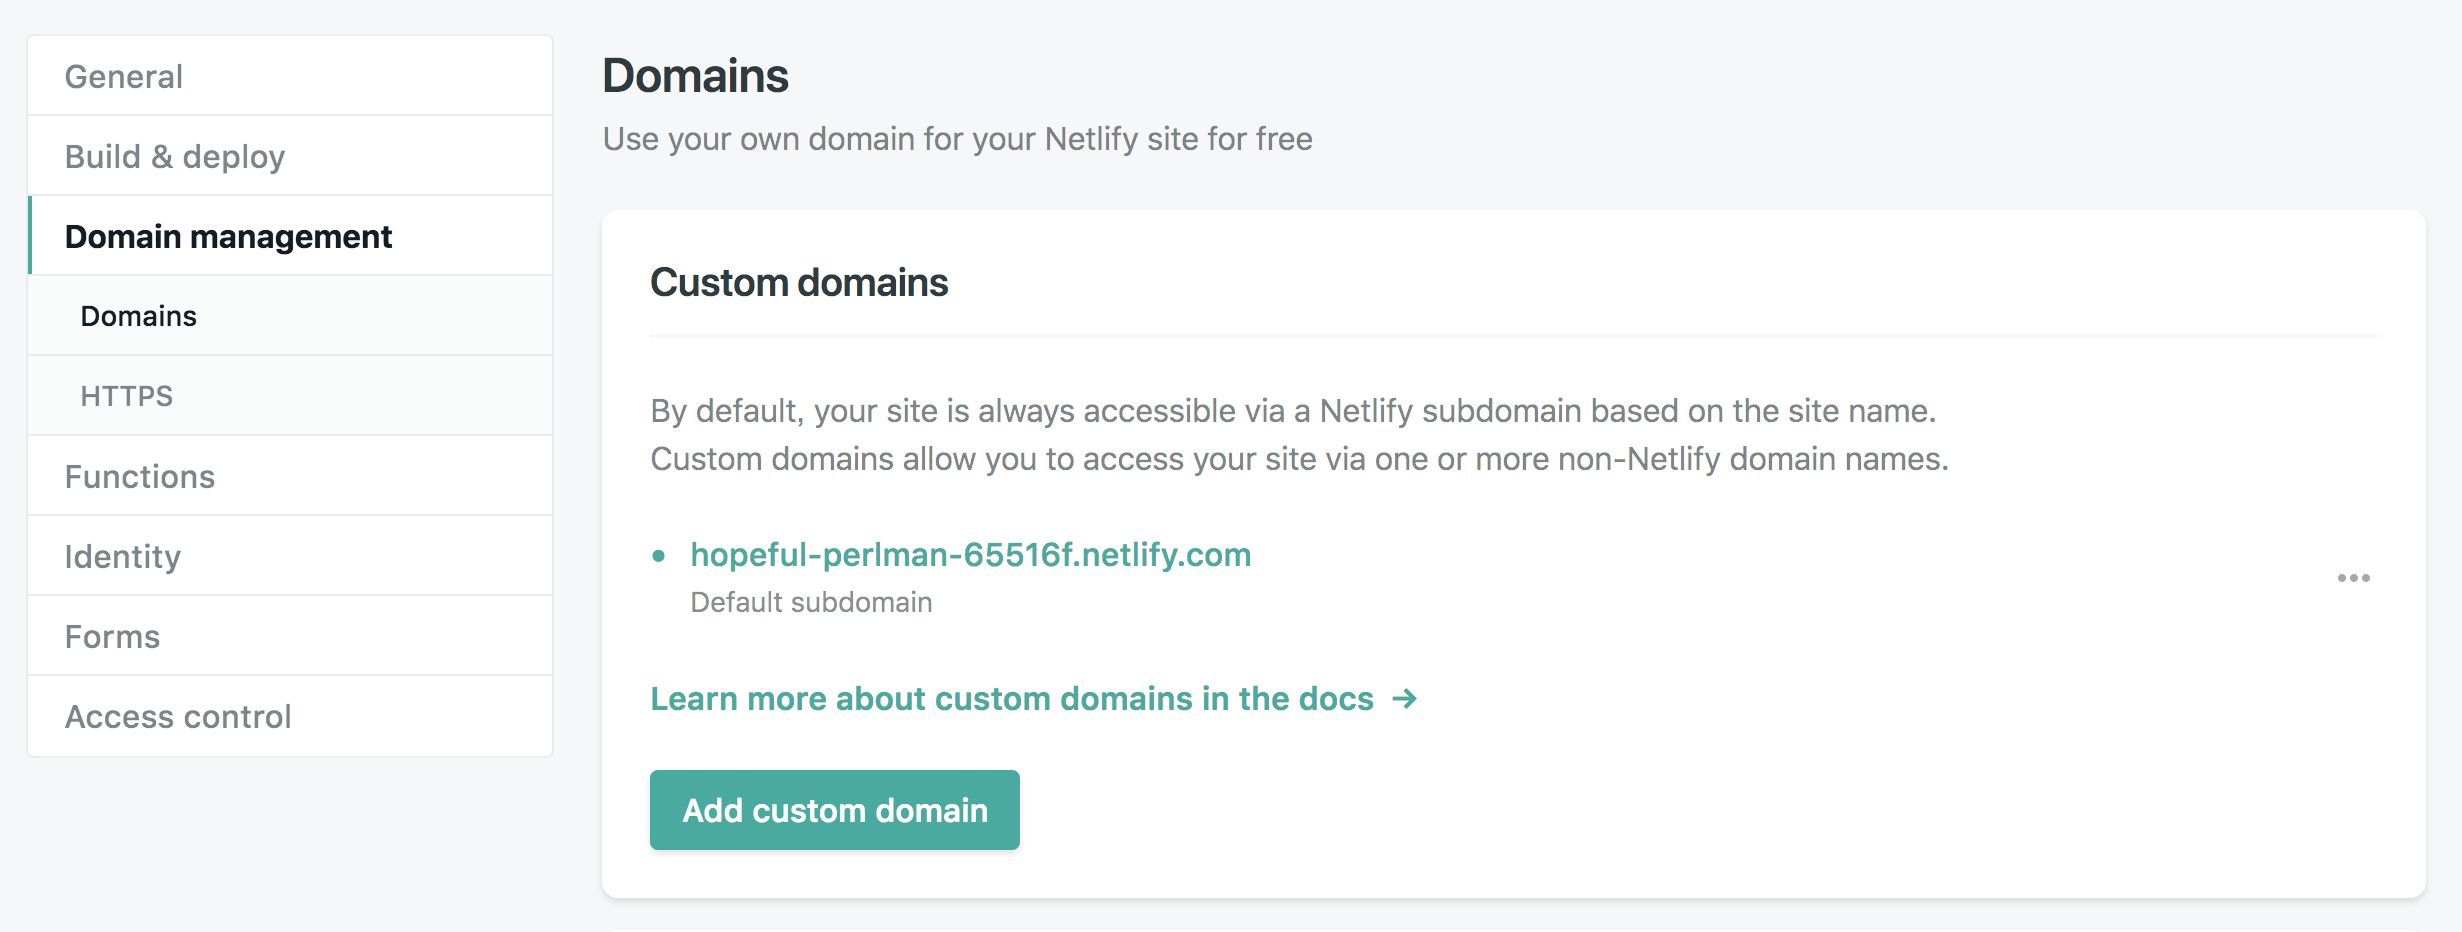 General
Build & deploy
Domain management
Domains
HTTPS
Functions
Identity
Forms
Access control
Domains
Use your own domain for your Netlify site for free
Custom domains
By default, your site is always accessible via a Netlify subdomain based on the site name.
Custom domains allow you to access your site via one or more non-Netlify domain names.
hopeful-perlman-65516f.netlify.com
Default subdomain
Learn more about custom domains in the docs →
Add custom domain